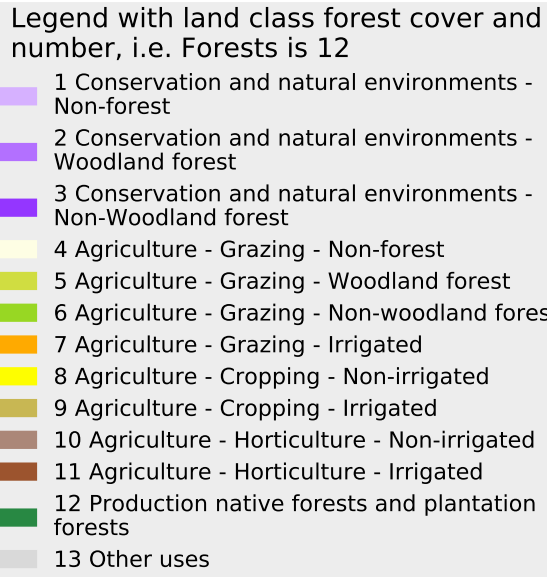 Legend with land class forest cover and
number, i.e. Forests is 12
1 Conservation and natural environments -
Non-forest
2 Conservation and natural environments -
Woodland forest
3 Conservation and natural environments -
Non-Woodland forest
4 Agriculture - Grazing - Non-forest
5 Agriculture - Grazing - Woodland forest
6 Agriculture - Grazing - Non-woodland fores
7 Agriculture - Grazing - Irrigated
8 Agriculture - Cropping - Non-irrigated
9 Agriculture - Cropping - Irrigated
10 Agriculture - Horticulture - Non-irrigated
11 Agriculture - Horticulture - Irrigated
12 Production native forests and plantation
forests
13 Other uses